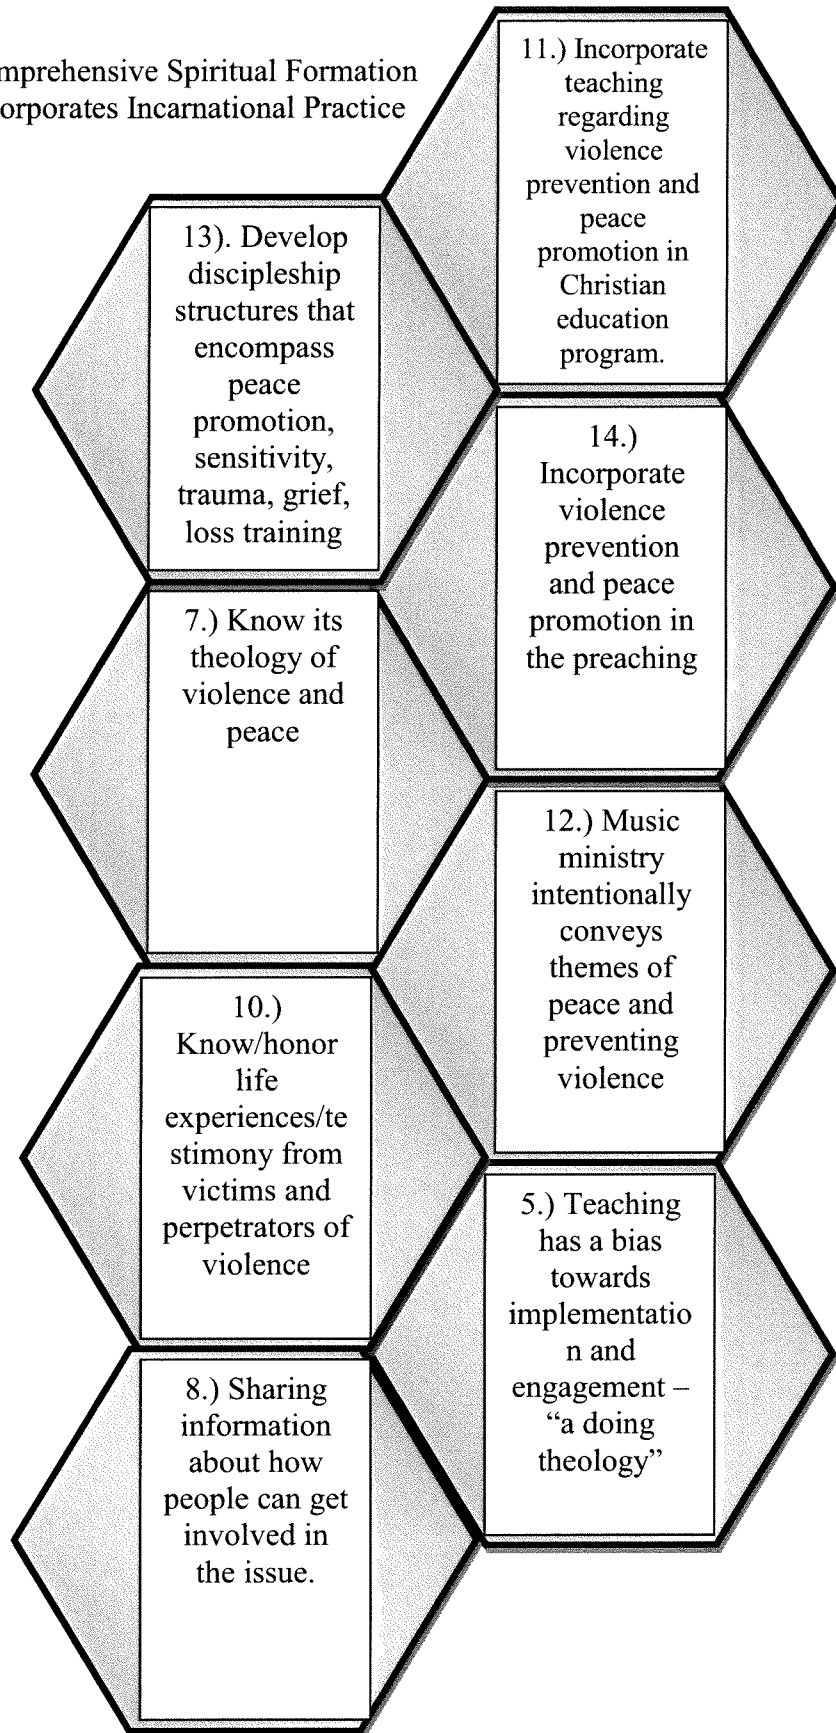 mprehensive Spiritual Formation
orporates Incarnational Practice
11.) Incorporate
teaching
regarding
violence
prevention and
peace
promotion in
Christian
education
program.
13). Develop
discipleship
structures that
encompass
peace
promotion,
sensitivity,
trauma, grief,
loss training
14.)
Incorporate
violence
prevention
and peace
promotion in
the preaching
7.) Know its
theology of
violence and
peace
12.) Music
ministry
intentionally
conveys
themes of
peace and
preventing
violence
10.)
Know/honor
life
experiences/te
stimony from
victims and
perpetrators of
violence
5.) Teaching
has a bias
towards
implementatio
n and
engagement –
“a doing
theology”
8.) Sharing
information
about how
people can get
involved in
the issue.